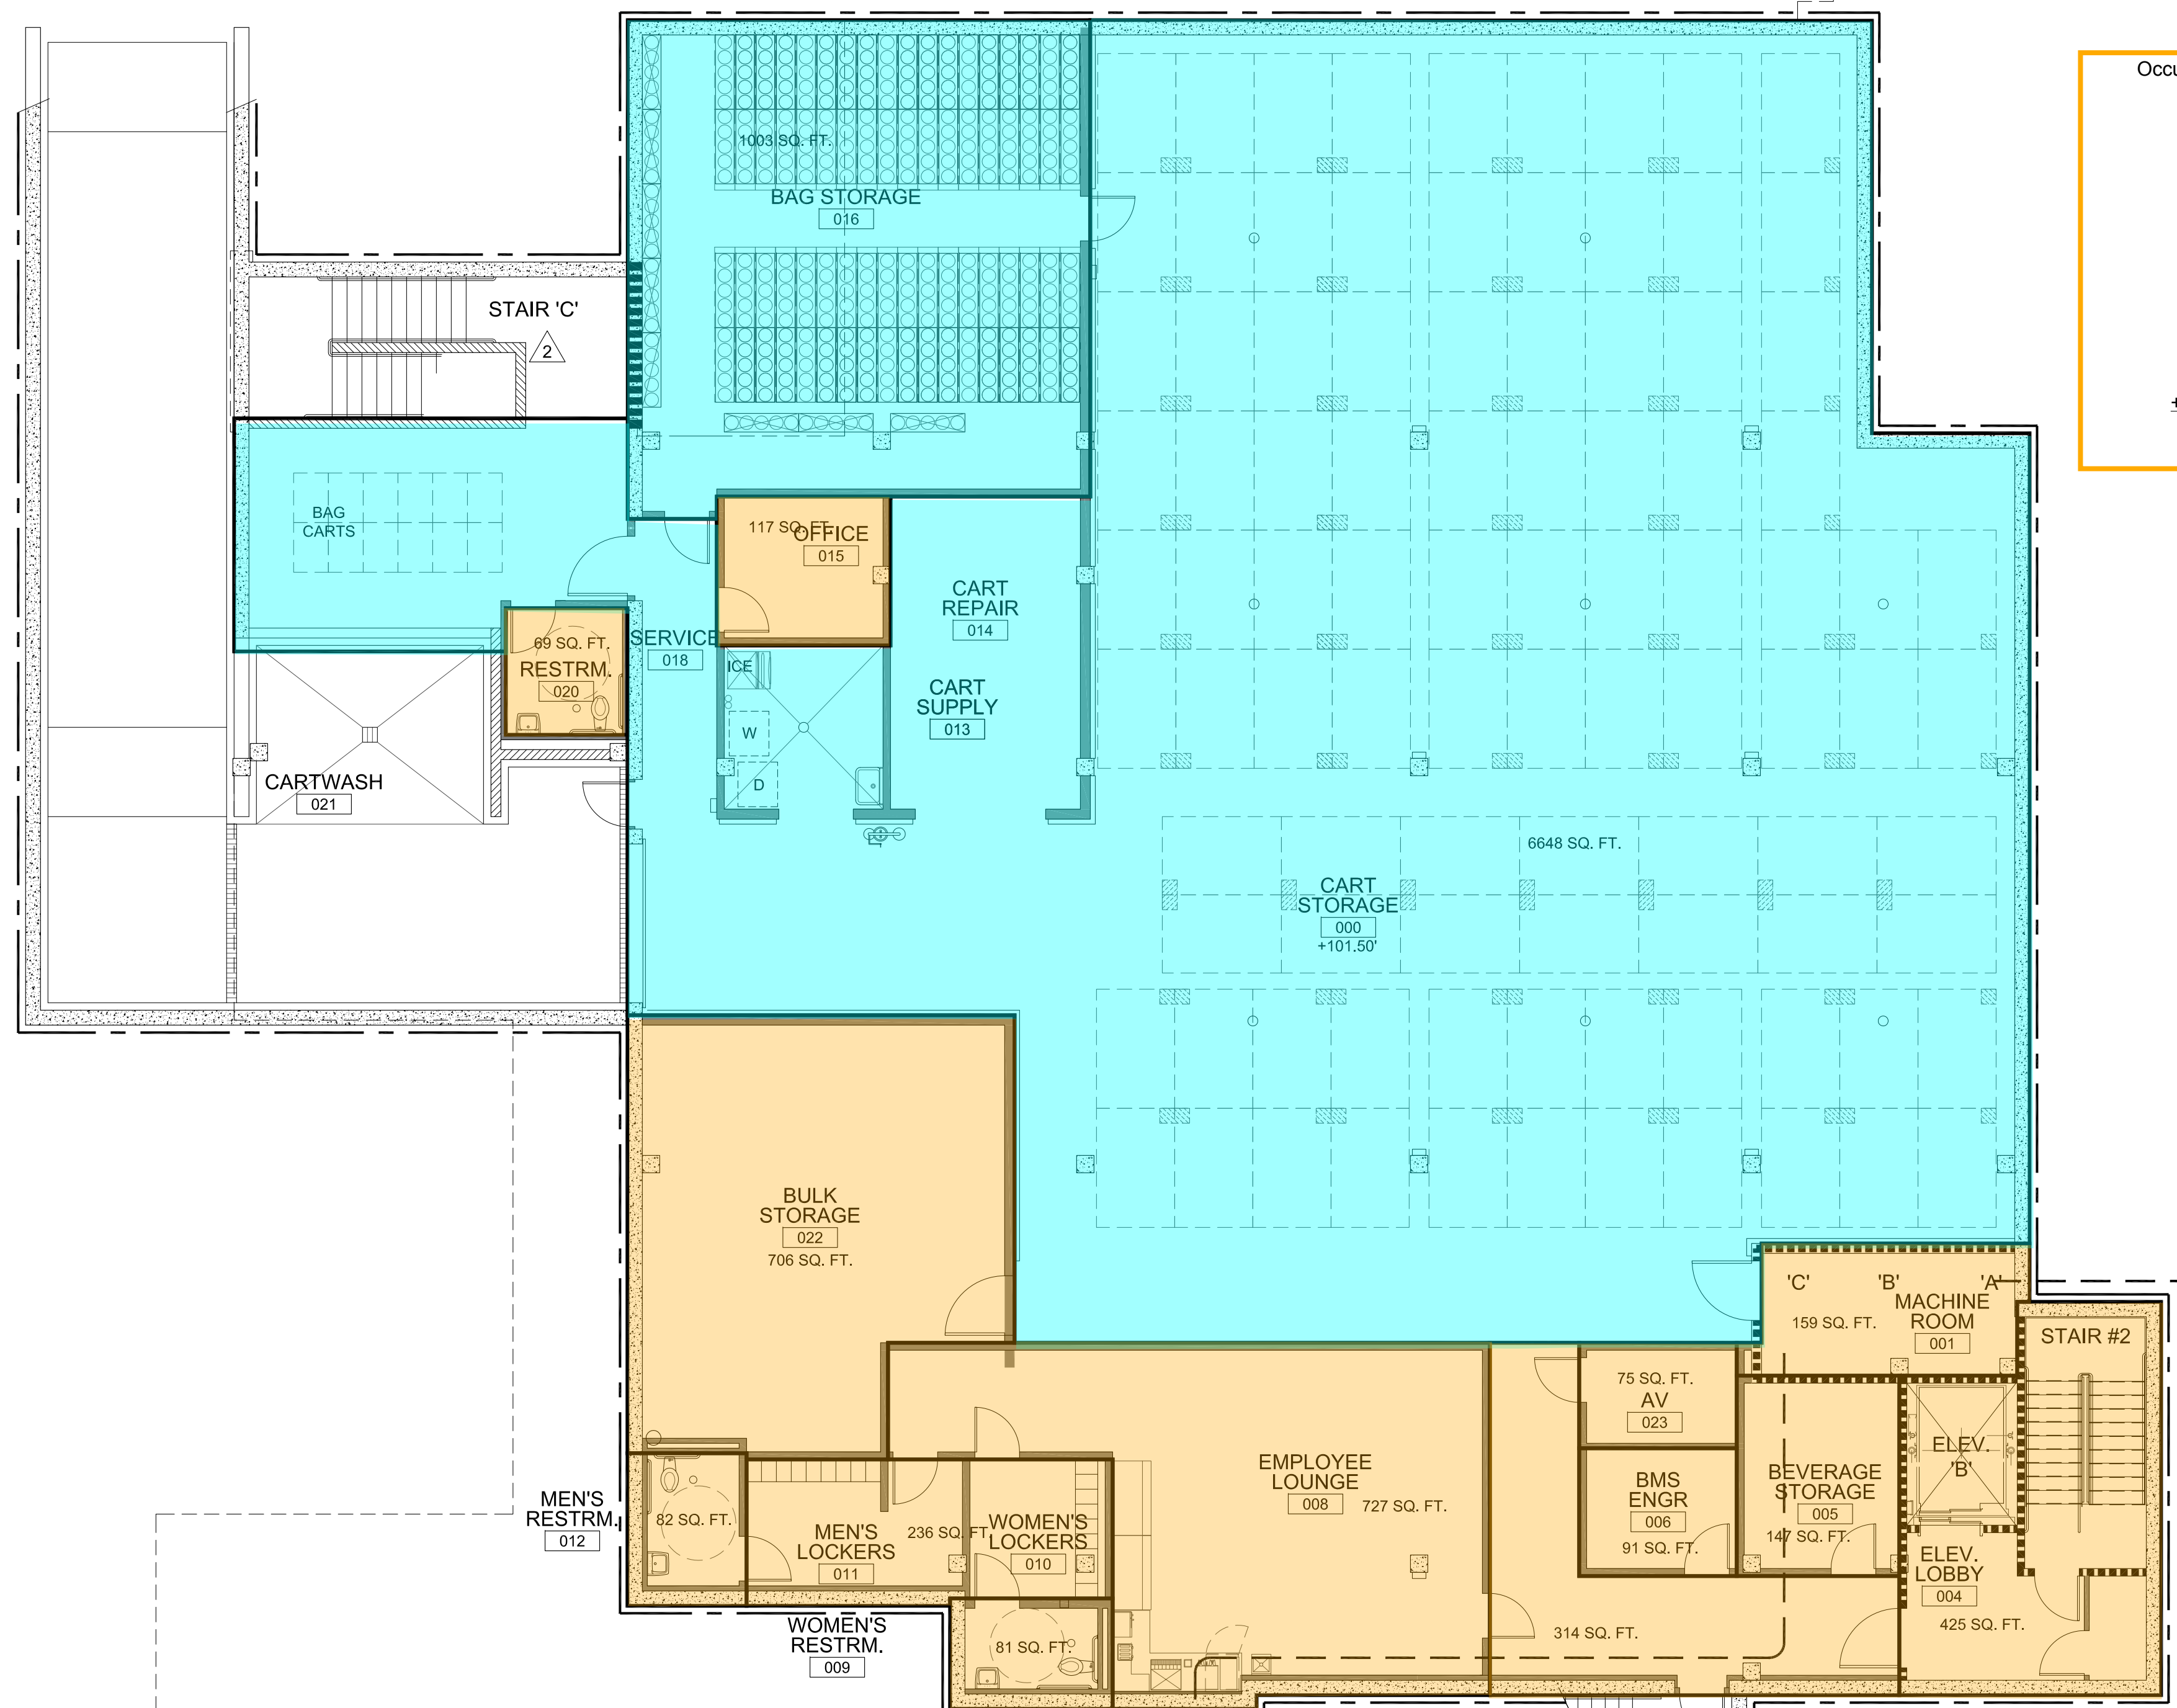 Occu
1003 SQ. FT.
BAG STORAGE
016
STAIR 'C'
2
BAG
CARTS
117 SQ. FT.
OFFICE
015
CART
REPAIR
014
69 SQ. FT.
RESTRM.
020
SERVICE
018
ICE
W
D
CART
SUPPLY
013
CARTWASH
021
6648 SQ. FT.
CART
STORAGE
000
+101.50'
BULK
STORAGE
022
706 SQ. FT.
'C'
'B'
'A'
MACHINE
ROOM
001
159 SQ. FT.
STAIR #2
75 SQ. FT.
AV
023
ELEV.
'B'
EMPLOYEE
LOUNGE
008
727 SQ. FT.
BMS
ENGR
006
91 SQ. FT.
BEVERAGE
STORAGE
005
147 SQ. FT.
MEN'S
RESTRM.
012
82 SQ. FT.
MEN'S
LOCKERS
011
236 SQ. FT.
WOMEN'S
LOCKERS
010
ELEV.
LOBBY
004
425 SQ. FT.
314 SQ. FT.
WOMEN'S
RESTRM.
009
81 SQ. FT.